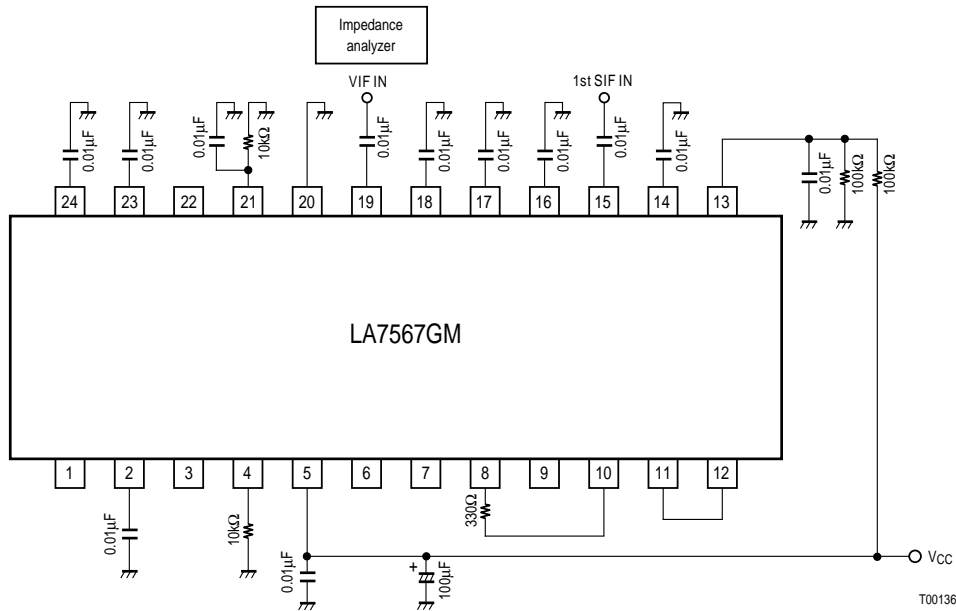 Impedance
analyzer
VIF IN
1st SIF IN
0.01µF
0.01µF
0.01µF
10kΩ
0.01µF
0.01µF
0.01µF
0.01µF
0.01µF
0.01µF
0.01µF
100kΩ
100kΩ
24 23 22 21 20 19 18 17 16 15 14 13
LA7567GM
1 2 3 4 5 6 7 8 9 10 11 12
0.01µF
10kΩ
330Ω
0.01µF
+
100µF
VCC
T00136